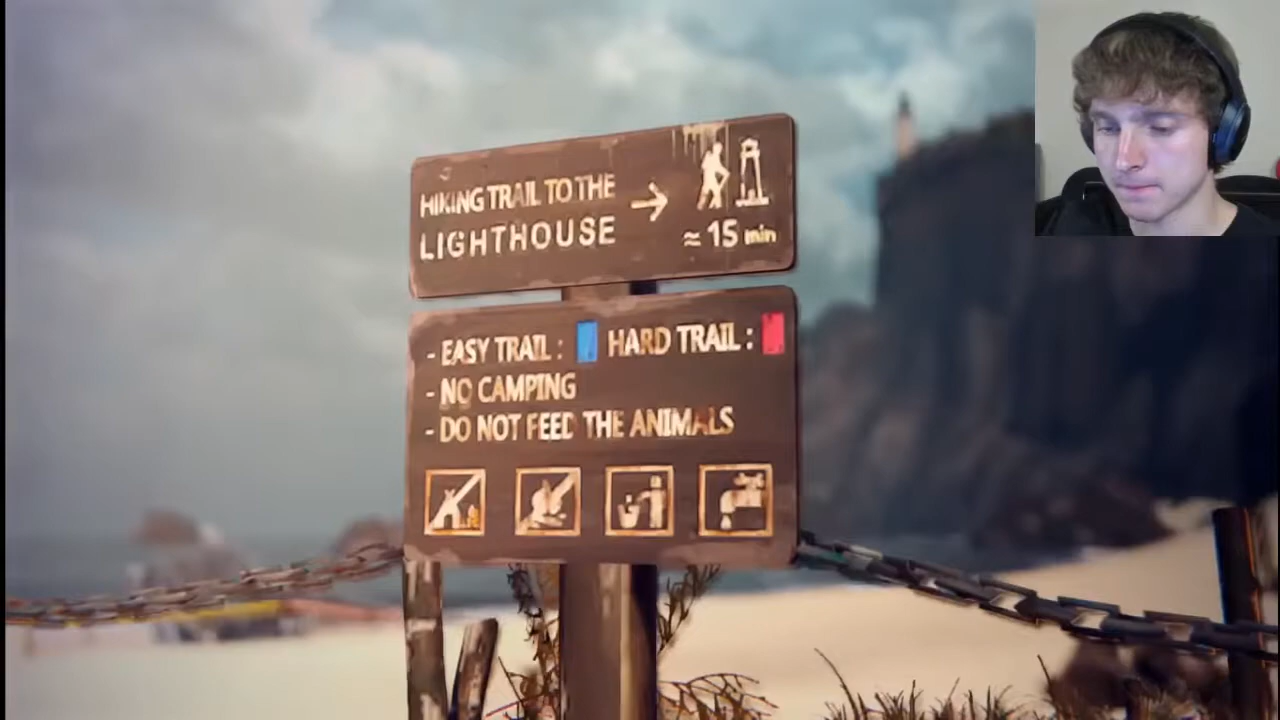 HIKING TRAIL TO THE
LIGHTHOUSE →
≈ 15 min
- EASY TRAIL : HARD TRAIL :
- NO CAMPING
- DO NOT FEED THE ANIMALS